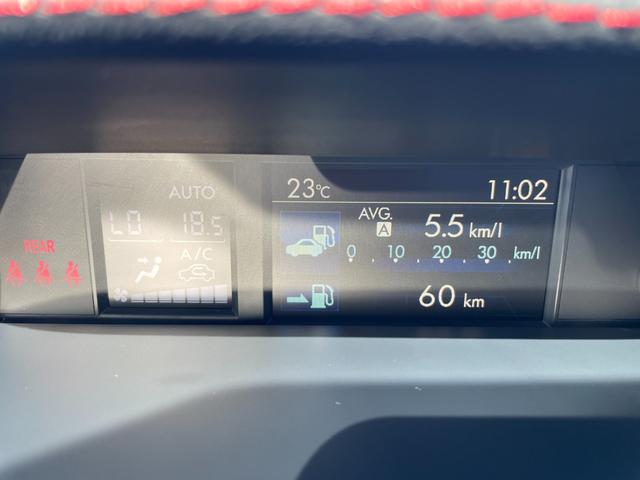 REAR
AUTO
LO 18.5
A/C
23°C 11:02
AVG.
A 5.5 km/l
0 10 20 30 km/l
60 km